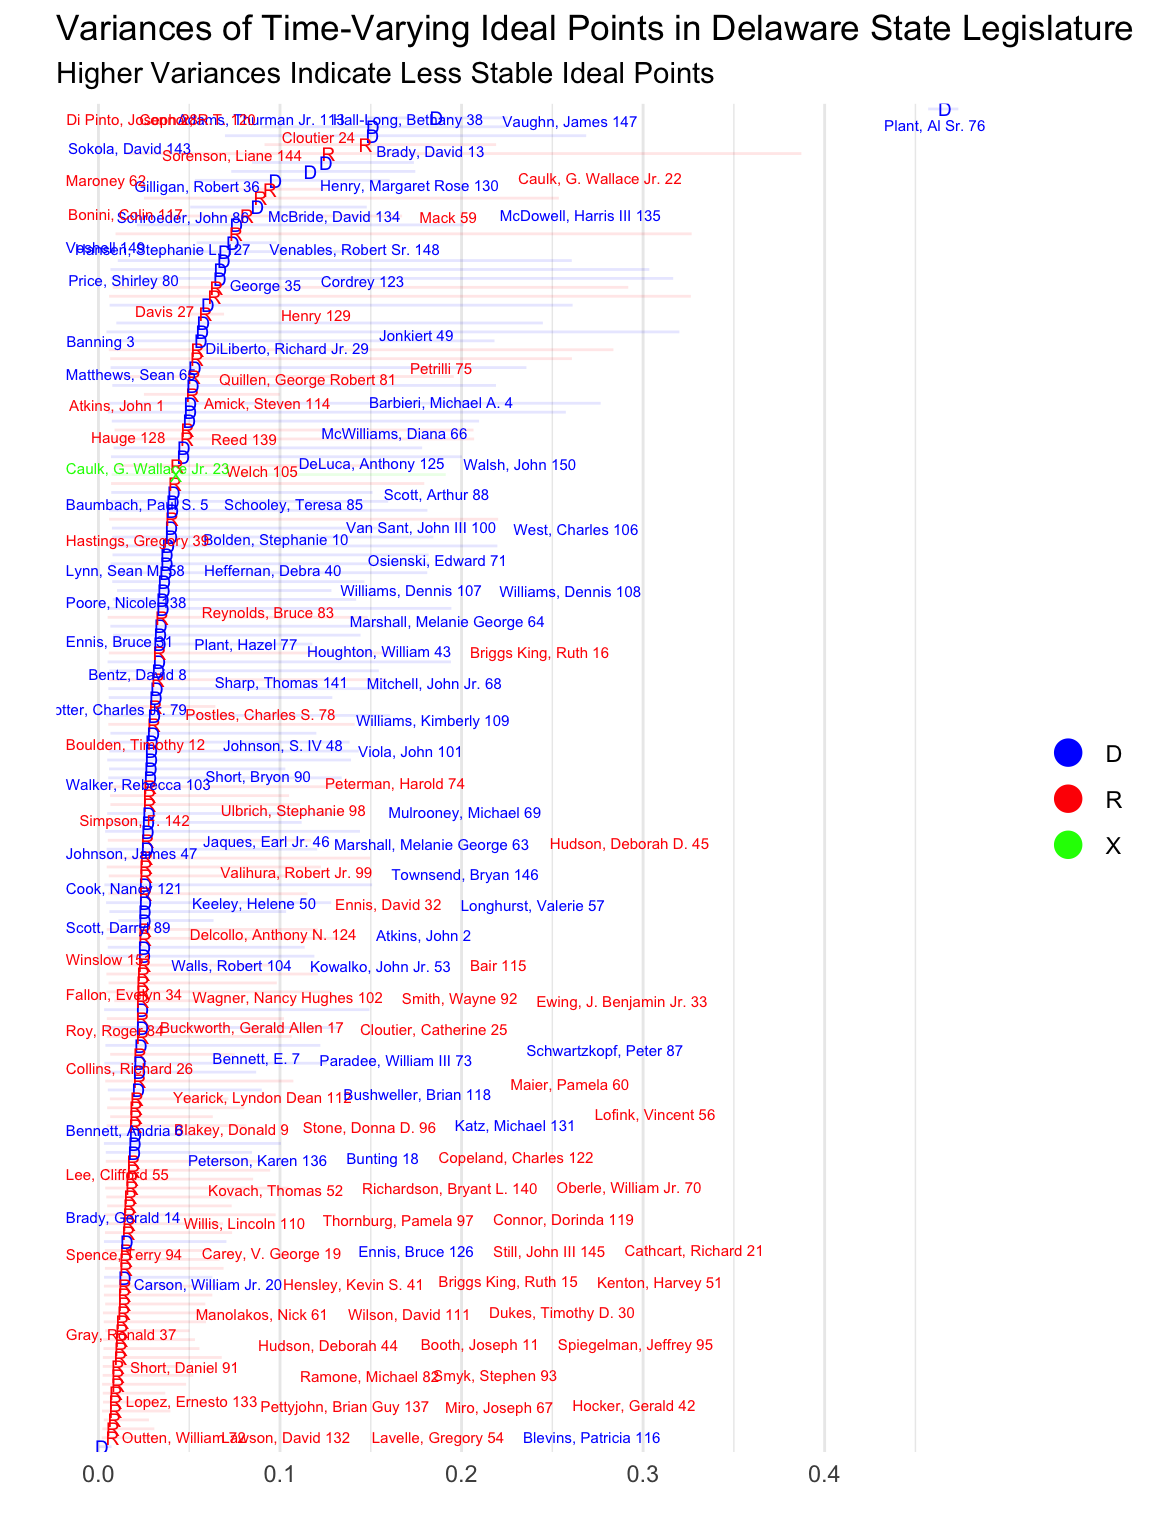 Variances of Time-Varying Ideal Points in Delaware State Legislature
Higher Variances Indicate Less Stable Ideal Points
Adams, Thurman Jr. 113 Hall-Long, Bethany 38 Vaughn, James 147 Plant, Al Sr. 76
Cloutier 24
Sokola, David 143 Sorenson, Liane 144 Brady, David 13
Maroney 62 Gilligan, Robert 36 Henry, Margaret Rose 130 Caulk, G. Wallace Jr. 22
Bonini, Colin 117 Schroeder, John 86 McBride, David 134 Mack 59 McDowell, Harris III 135
Venables, Robert Sr. 148
Price, Shirley 80 George 35 Cordrey 123
Davis 27 Henry 129
Banning 3 DiLiberto, Richard Jr. 29 Jonkiert 49
Matthews, Sean 65 Quillen, George Robert 81 Petrilli 75
Atkins, John 1 Amick, Steven 114 Barbieri, Michael A. 4
Hauge 128 Reed 139 McWilliams, Diana 66
Caulk, G. Wallace Jr. 23 Welch 105 DeLuca, Anthony 125 Walsh, John 150
Baumbach, Paul S. 5 Schooley, Teresa 85 Scott, Arthur 88
Hastings, Gregory 39 Bolden, Stephanie 10 Van Sant, John III 100 West, Charles 106
Lynn, Sean M. 58 Heffernan, Debra 40 Osienski, Edward 71
Williams, Dennis 107 Williams, Dennis 108
Poore, Nicole 138 Reynolds, Bruce 83 Marshall, Melanie George 64
Ennis, Bruce 31 Plant, Hazel 77 Houghton, William 43 Briggs King, Ruth 16
Bentz, David 8 Sharp, Thomas 141 Mitchell, John Jr. 68
otter, Charles Jr. 79 Postles, Charles S. 78 Williams, Kimberly 109
Boulden, Timothy 12 Johnson, S. IV 48 Viola, John 101
Walker, Rebecca 103 Short, Bryon 90 Peterman, Harold 74
Simpson, F. 142 Ulbrich, Stephanie 98 Mulrooney, Michael 69
Johnson, James 47 Jaques, Earl Jr. 46 Marshall, Melanie George 63 Hudson, Deborah D. 45
Cook, Nancy 121 Valihura, Robert Jr. 99 Townsend, Bryan 146
Keeley, Helene 50 Ennis, David 32 Longhurst, Valerie 57
Scott, Darryl 89 Delcollo, Anthony N. 124 Atkins, John 2
Winslow Walls, Robert 104 Kowalko, John Jr. 53 Bair 115
Fallon, Evelyn 34 Wagner, Nancy Hughes 102 Smith, Wayne 92 Ewing, J. Benjamin Jr. 33
Roy, Roger 84 Buckworth, Gerald Allen 17 Cloutier, Catherine 25
Collins, Richard 26 Bennett, E. 7 Paradee, William III 73 Schwartzkopf, Peter 87
Yearick, Lyndon Dean 112 Bushweller, Brian 118 Maier, Pamela 60
Bennett, Andria 6 Blakey, Donald 9 Stone, Donna D. 96 Katz, Michael 131 Lofink, Vincent 56
Lee, Clifford 55 Peterson, Karen 136 Bunting 18 Copeland, Charles 122
Kovach, Thomas 52 Richardson, Bryant L. 140 Oberle, William Jr. 70
Brady, Gerald 14 Willis, Lincoln 110 Thornburg, Pamela 97 Connor, Dorinda 119
Spence, Terry 94 Carey, V. George 19 Ennis, Bruce 126 Still, John III 145 Cathcart, Richard 21
Carson, William Jr. 20 Hensley, Kevin S. 41 Briggs King, Ruth 15 Kenton, Harvey 51
Manolakos, Nick 61 Wilson, David 111 Dukes, Timothy D. 30
Gray, Ronald 37 Hudson, Deborah 44 Booth, Joseph 11 Spiegelman, Jeffrey 95
Short, Daniel 91 Ramone, Michael 82 Smyk, Stephen 93
Lopez, Ernesto 133 Pettyjohn, Brian Guy 137 Miro, Joseph 67 Hocker, Gerald 42
Outten, William 72 Lawson, David 132 Lavelle, Gregory 54 Blevins, Patricia 116
0.0 0.1 0.2 0.3 0.4
D
R
X